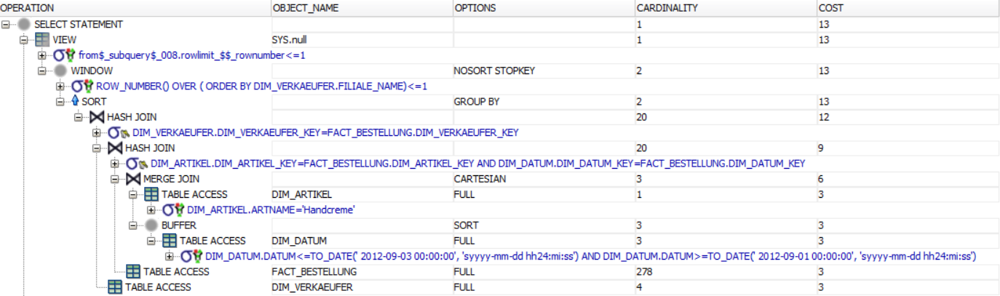 OPERATION OBJECT_NAME OPTIONS CARDINALITY COST
SELECT STATEMENT 1 13
VIEW SYS.null 1 13
from$_subquery$_008.rowlimit_$$_rownumber<=1
WINDOW NOSORT STOPKEY 2 13
ROW_NUMBER() OVER ( ORDER BY DIM_VERKAEUFER.FILIALE_NAME)<=1
SORT GROUP BY 2 13
HASH JOIN 20 12
DIM_VERKAEUFER.DIM_VERKAEUFER_KEY=FACT_BESTELLUNG.DIM_VERKAEUFER_KEY
HASH JOIN 20 9
DIM_ARTIKEL.DIM_ARTIKEL_KEY=FACT_BESTELLUNG.DIM_ARTIKEL_KEY AND DIM_DATUM.DIM_DATUM_KEY=FACT_BESTELLUNG.DIM_DATUM_KEY
MERGE JOIN CARTESIAN 3 6
TABLE ACCESS DIM_ARTIKEL FULL 1 3
DIM_ARTIKEL.ARTNAME='Handcreme'
BUFFER SORT 3 3
TABLE ACCESS DIM_DATUM FULL 3 3
DIM_DATUM.DATUM<=TO_DATE(' 2012-09-03 00:00:00', 'syyyy-mm-dd hh24:mi:ss') AND DIM_DATUM.DATUM>=TO_DATE(' 2012-09-01 00:00:00', 'syyyy-mm-dd hh24:mi:ss')
TABLE ACCESS FACT_BESTELLUNG FULL 278 3
TABLE ACCESS DIM_VERKAEUFER FULL 4 3